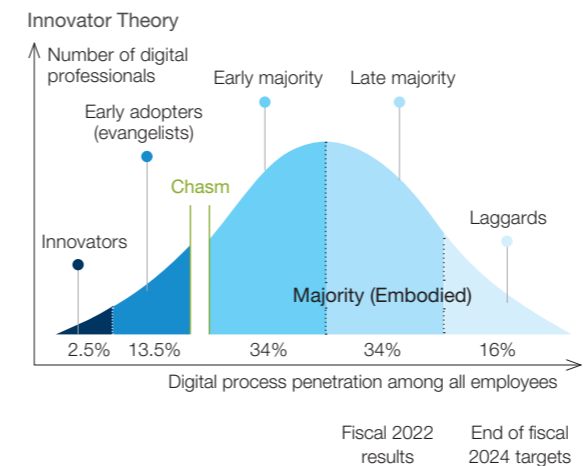 Innovator Theory
Number of digital
professionals
Early majority
Late majority
Early adopters
(evangelists)
Chasm
Laggards
Innovators
Majority (Embodied)
2.5%
13.5%
34%
34%
16%
Digital process penetration among all employees
Fiscal 2022
results
End of fiscal
2024 targets